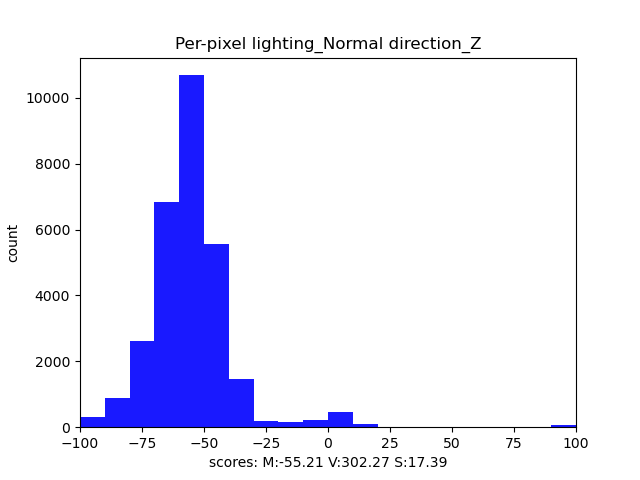 Per-pixel lighting_Normal direction_Z
count
10000
8000
6000
4000
2000
0
−100 −75 −50 −25 0 25 50 75 100
scores: M:-55.21 V:302.27 S:17.39